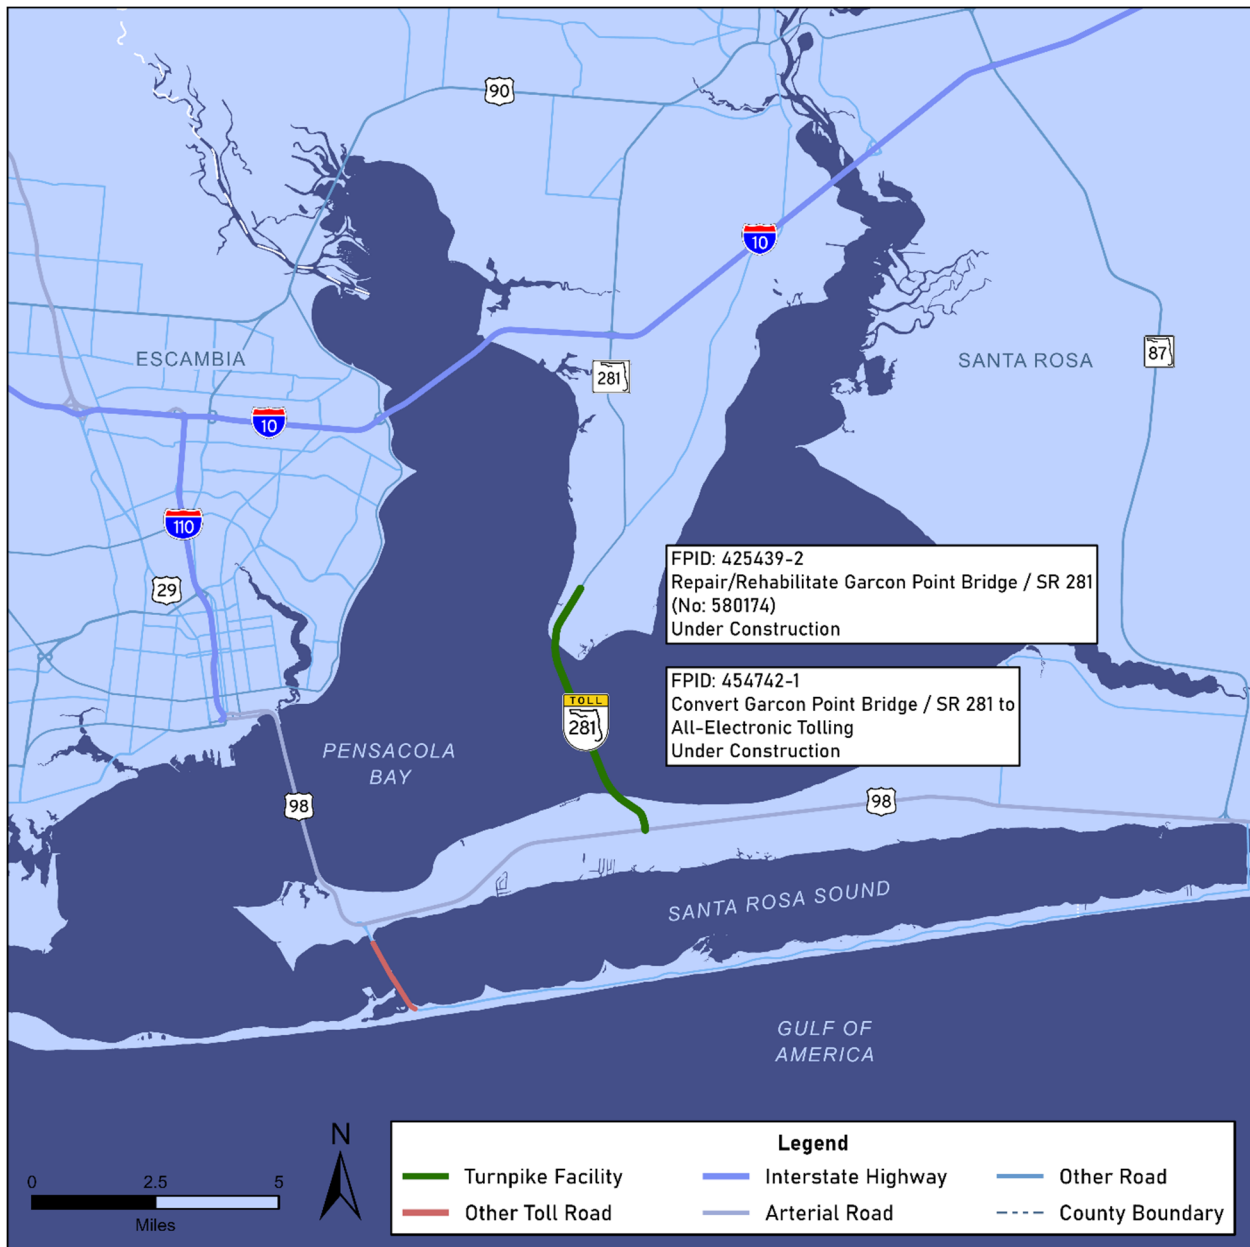 90
10
ESCAMBIA
281
SANTA ROSA
87
10
110
29
FPID: 425439-2
Repair/Rehabilitate Garcon Point Bridge / SR 281
(No: 580174)
Under Construction
FPID: 454742-1
Convert Garcon Point Bridge / SR 281 to
All-Electronic Tolling
Under Construction
TOLL
281
PENSACOLA
BAY
98
98
SANTA ROSA SOUND
GULF OF
AMERICA
N
0 2.5 5
Miles
Legend
Turnpike Facility
Interstate Highway
Other Road
Other Toll Road
Arterial Road
County Boundary